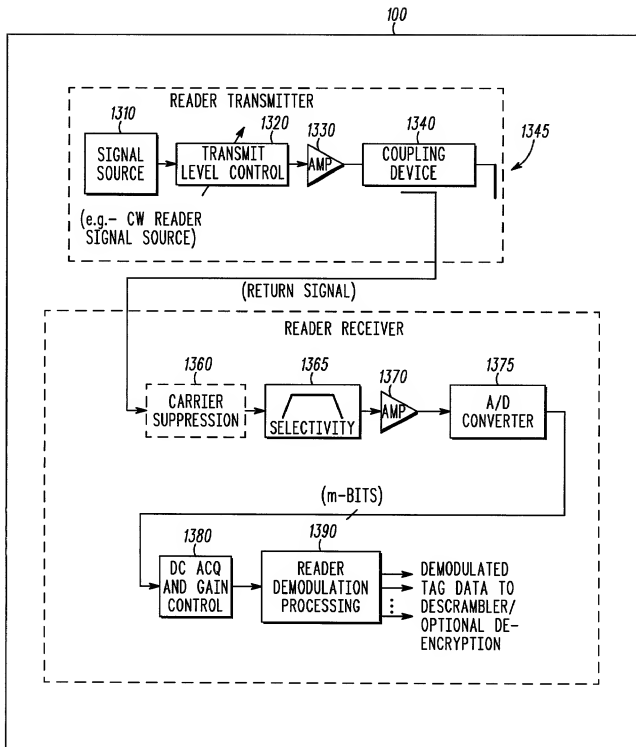 100
READER TRANSMITTER
1310
1320
1330
1340
1345
SIGNAL
SOURCE
TRANSMIT
LEVEL CONTROL
AMP
COUPLING
DEVICE
(e.g.- CW READER
SIGNAL SOURCE)
(RETURN SIGNAL)
READER RECEIVER
1360
1365
1370
1375
CARRIER
SUPPRESSION
SELECTIVITY
AMP
A/D
CONVERTER
(m-BITS)
1380
1390
DC ACQ
AND GAIN
CONTROL
READER
DEMODULATION
PROCESSING
DEMODULATED
TAG DATA TO
DESCRAMBLER/
OPTIONAL DE-
ENCRYPTION